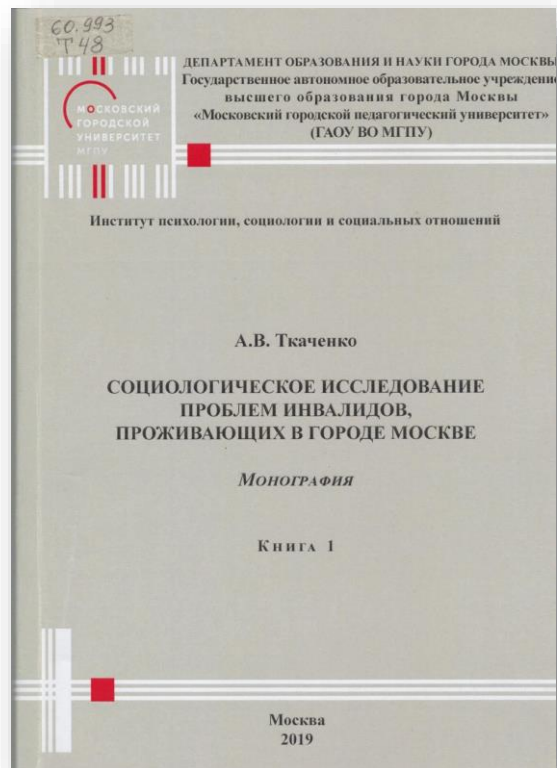 60.993
Т 48
МОСКОВСКИЙ
ГОРОДСКОЙ
УНИВЕРСИТЕТ
МГПУ
ДЕПАРТАМЕНТ ОБРАЗОВАНИЯ И НАУКИ ГОРОДА МОСКВЫ
Государственное автономное образовательное учреждение
высшего образования города Москвы
«Московский городской педагогический университет»
(ГАОУ ВО МГПУ)
Институт психологии, социологии и социальных отношений
А.В. Ткаченко
СОЦИОЛОГИЧЕСКОЕ ИССЛЕДОВАНИЕ
ПРОБЛЕМ ИНВАЛИДОВ,
ПРОЖИВАЮЩИХ В ГОРОДЕ МОСКВЕ
МОНОГРАФИЯ
КНИГА 1
Москва
2019